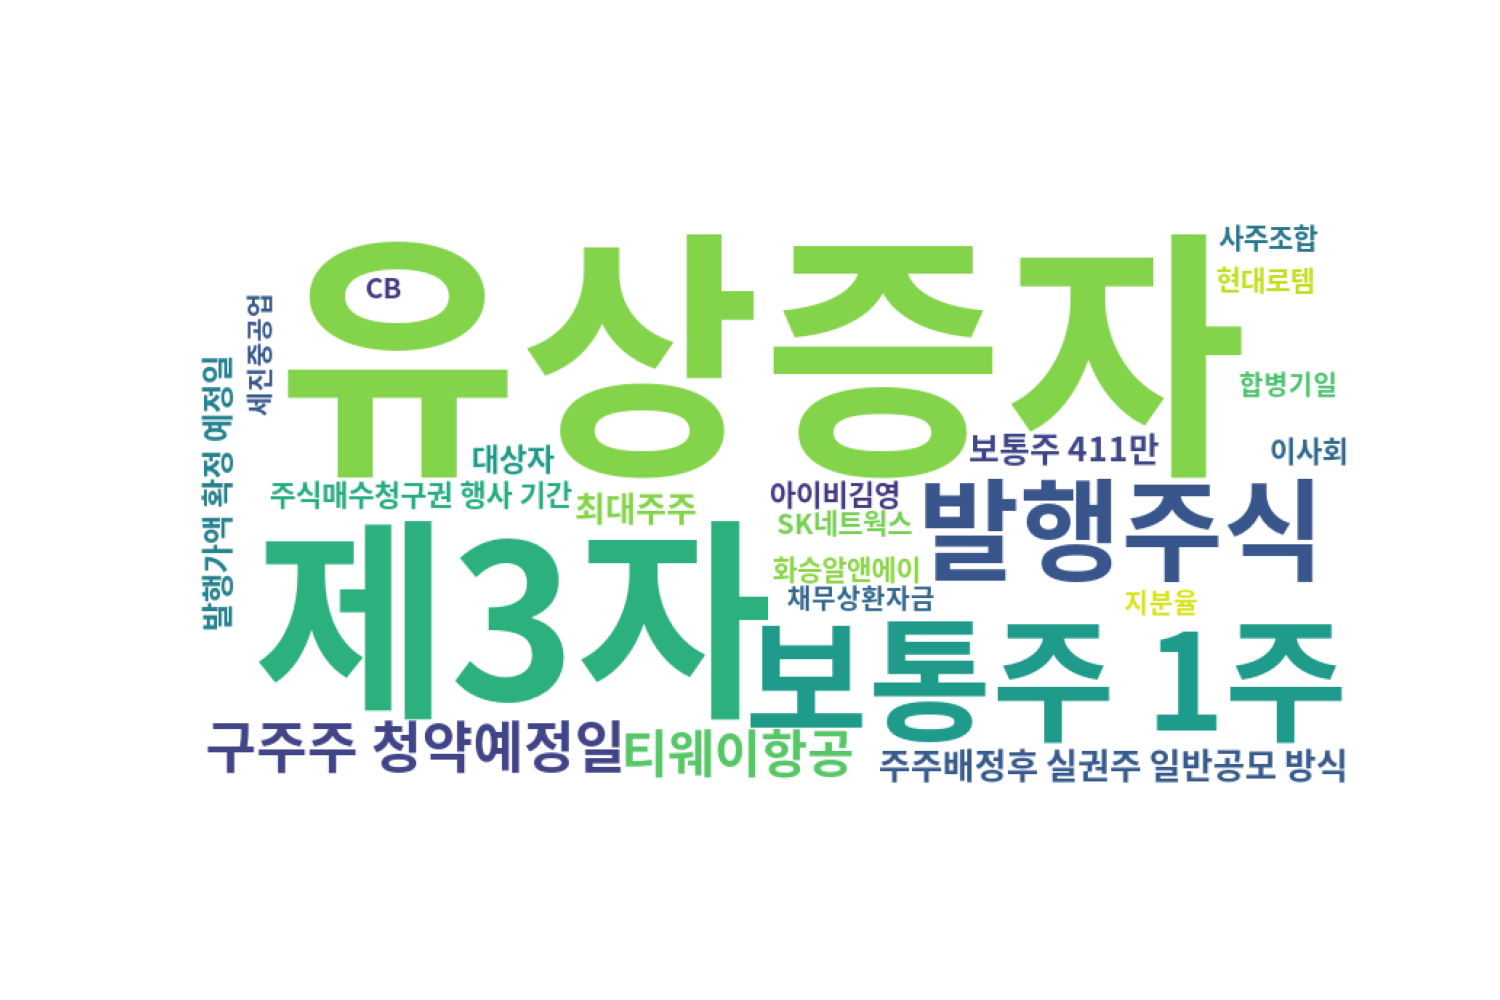 유상증자
CB
사주조합
현대로템
세진중공업
발행가액 확정 예정일
합병기일
보통주 411만
이사회
대상자
주식매수청구권 행사 기간
최대주주
아이비김영
SK네트웍스
발행주식
제3자
화승알앤에이
채무상환자금
지분율
보통주 1주
구주주 청약예정일
티웨이항공
주주배정후 실권주 일반공모 방식